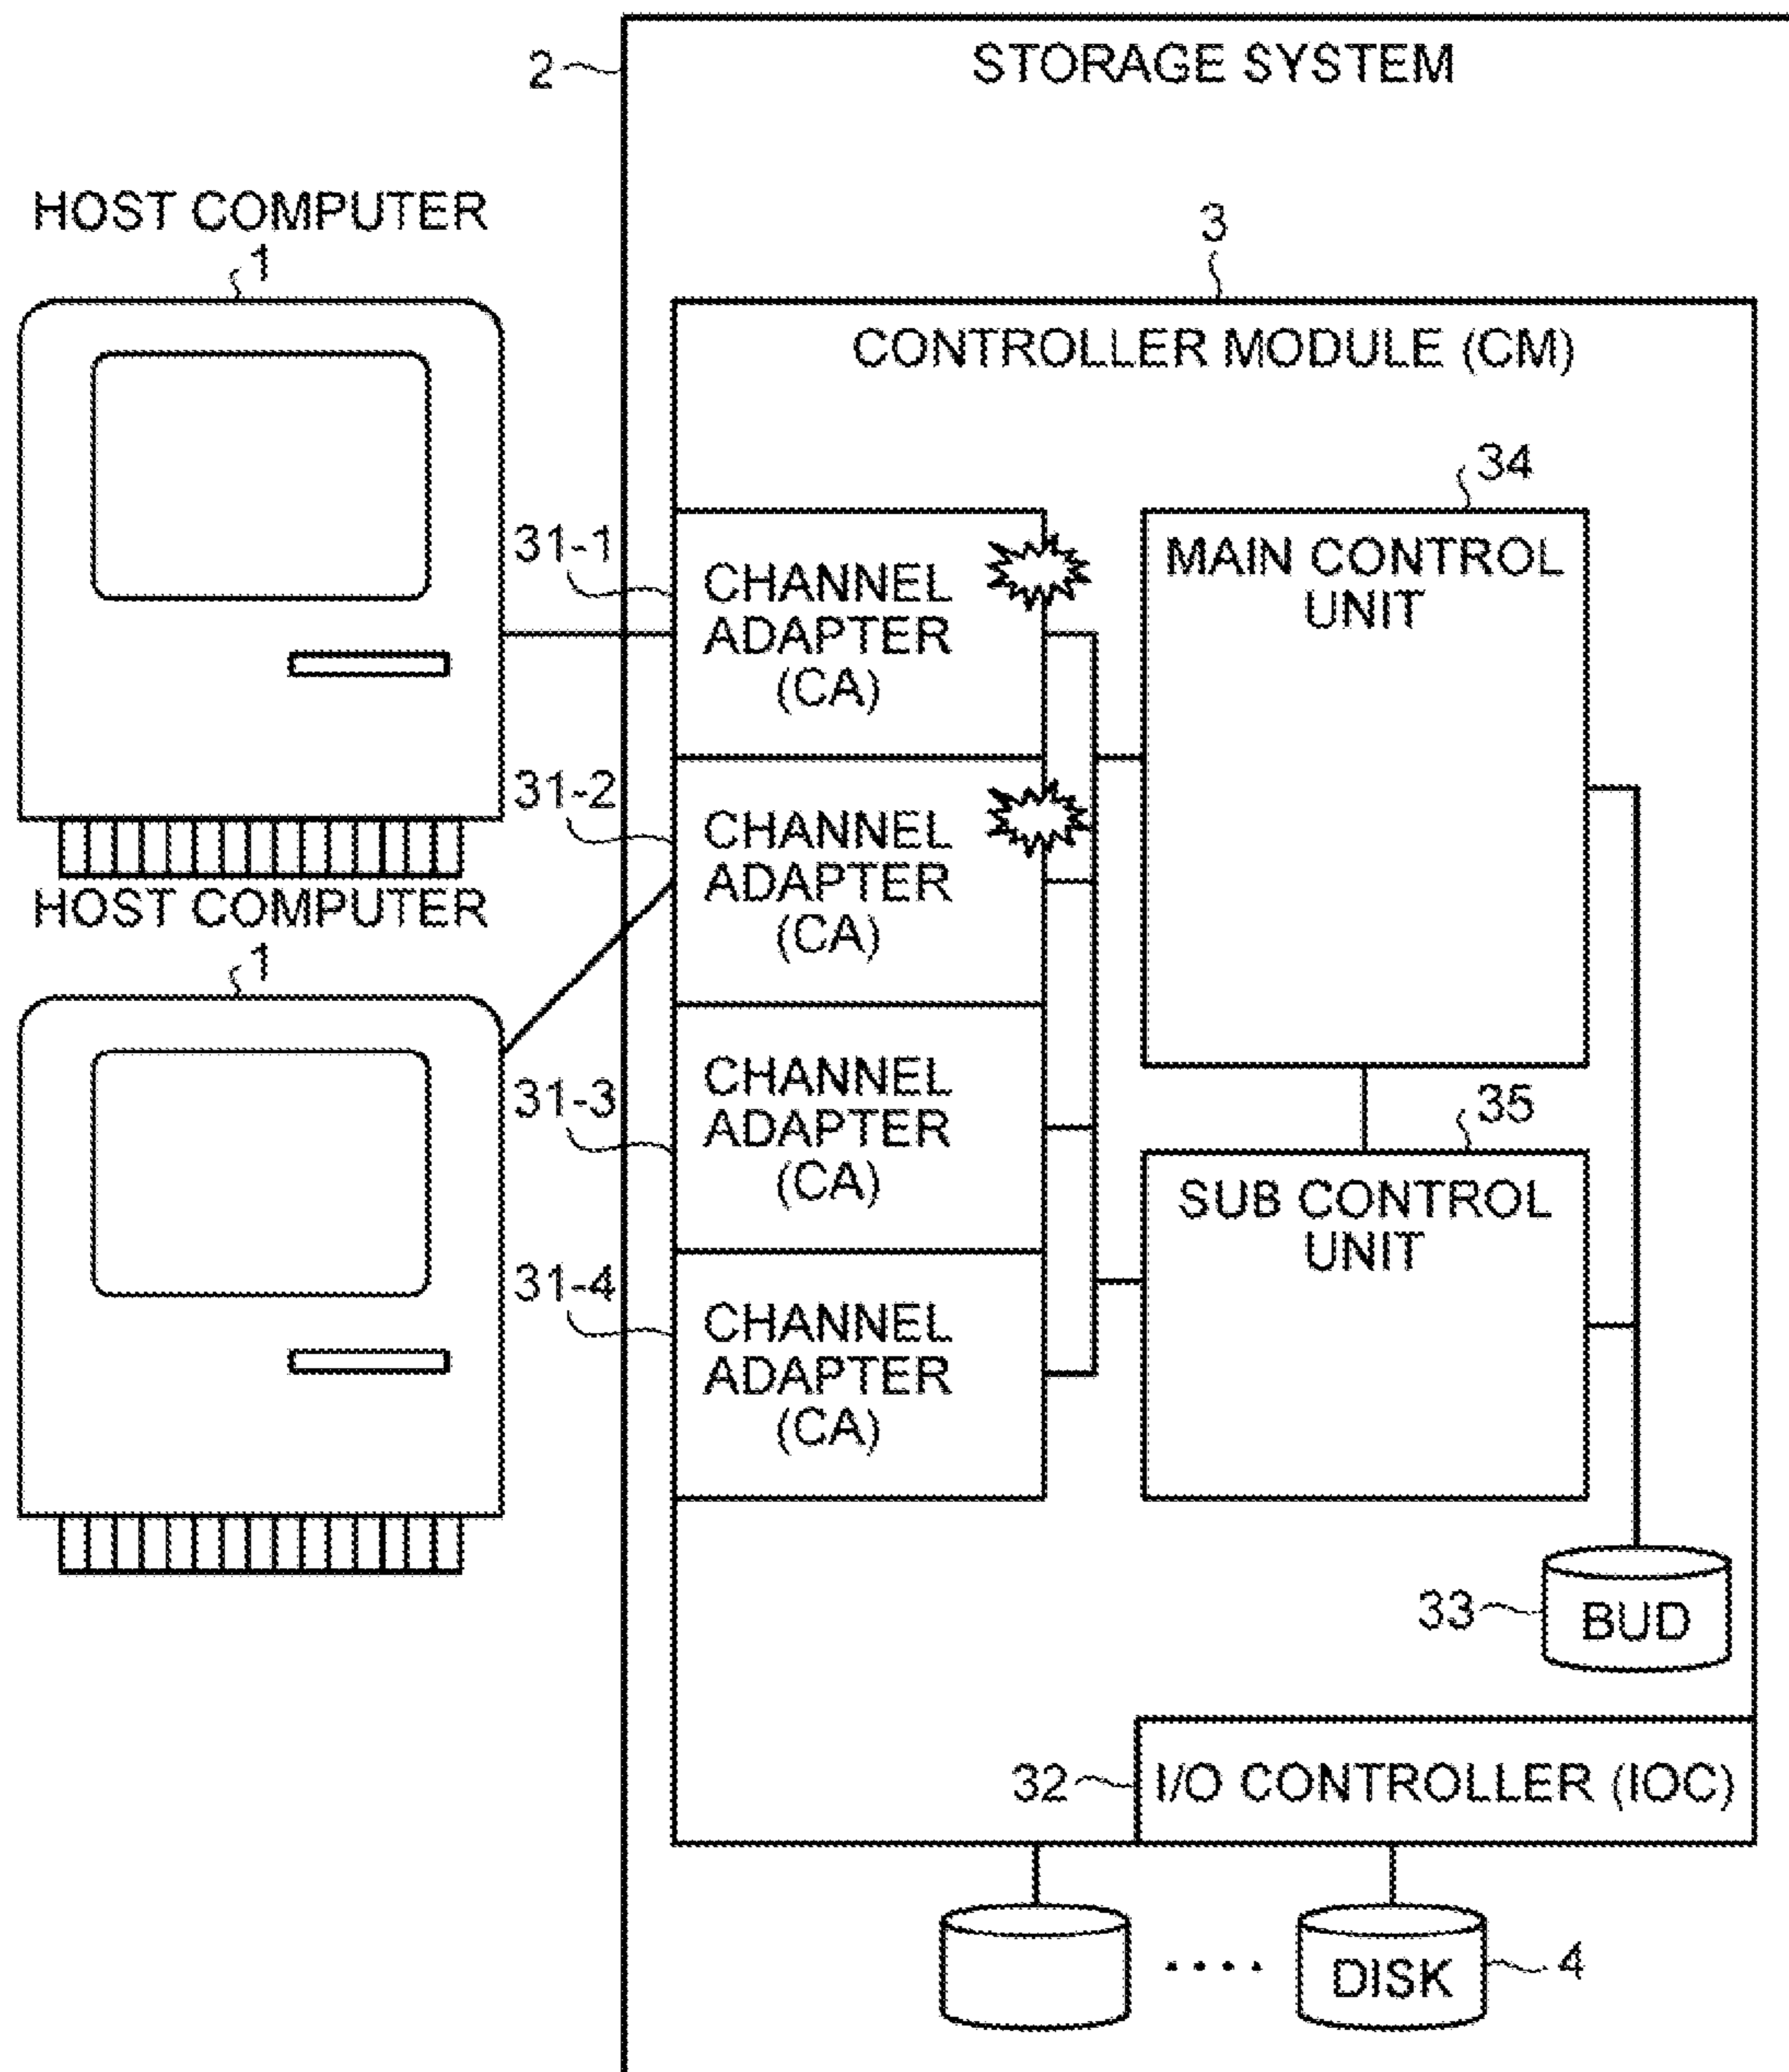 2
STORAGE SYSTEM
HOST COMPUTER
1
3
CONTROLLER MODULE (CM)
34
31-1
CHANNEL
ADAPTER
(CA)
MAIN CONTROL
UNIT
31-2
CHANNEL
ADAPTER
(CA)
HOST COMPUTER
1
31-3
CHANNEL
ADAPTER
(CA)
35
SUB CONTROL
UNIT
31-4
CHANNEL
ADAPTER
(CA)
33
BUD
32
I/O CONTROLLER (IOC)
DISK
4